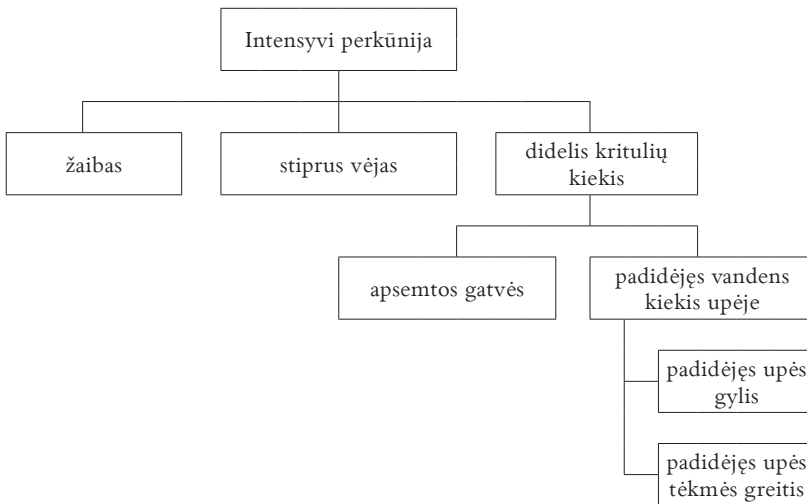 Intensyvi perkūnija
žaibas
stiprus vėjas
didelis kritulių
kiekis
apsemtos gatvės
padidėjęs vandens
kiekis upėje
padidėjęs upės
gylis
padidėjęs upės
tėkmės greitis